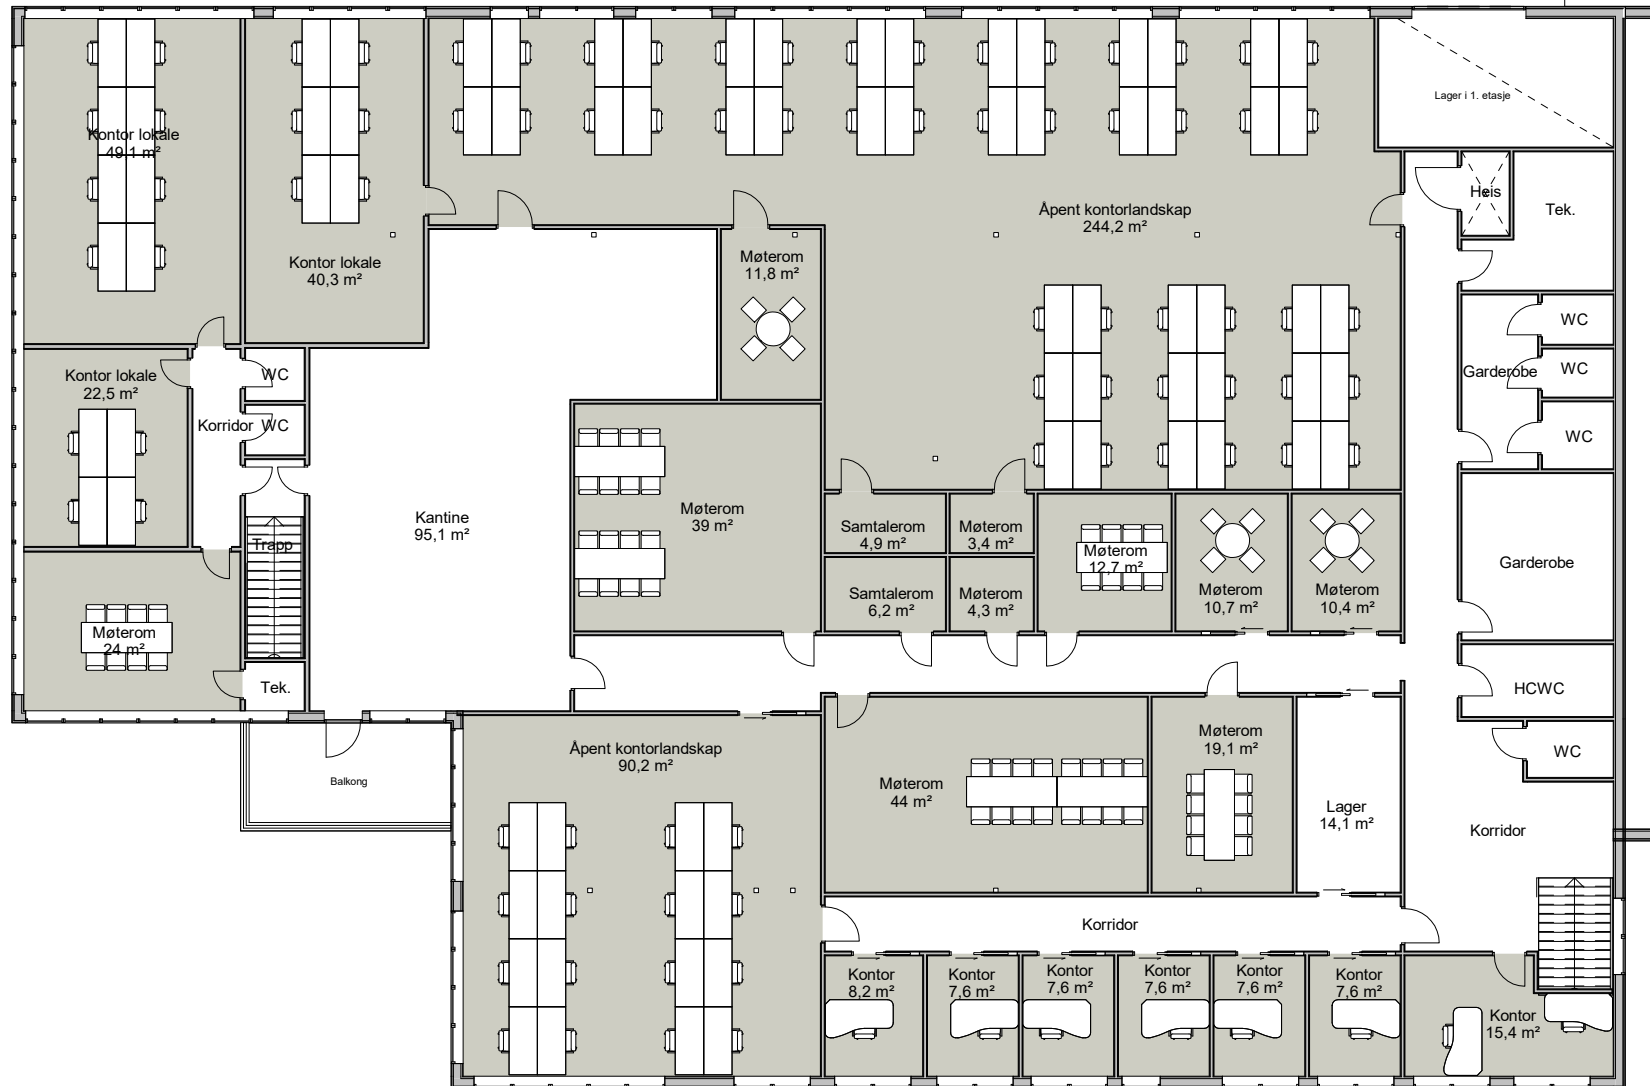 Kontor lokale
49,1 m²
Kontor lokale
40,3 m²
Åpent kontorlandskap
244,2 m²
Lager i 1. etasje
Heis
Tek.
Møterom
11,8 m²
WC
WC
Garderobe
WC
Kontor lokale
22,5 m²
Korridor
WC
WC
Trapp
Kantine
95,1 m²
Møterom
39 m²
Samtalerom
4,9 m²
Møterom
3,4 m²
Møterom
12,7 m²
Samtalerom
6,2 m²
Møterom
4,3 m²
Møterom
10,7 m²
Møterom
10,4 m²
Garderobe
Møterom
24 m²
Tek.
HCWC
WC
Balkong
Åpent kontorlandskap
90,2 m²
Møterom
44 m²
Møterom
19,1 m²
Lager
14,1 m²
Korridor
Korridor
Kontor
8,2 m²
Kontor
7,6 m²
Kontor
7,6 m²
Kontor
7,6 m²
Kontor
7,6 m²
Kontor
7,6 m²
Kontor
15,4 m²